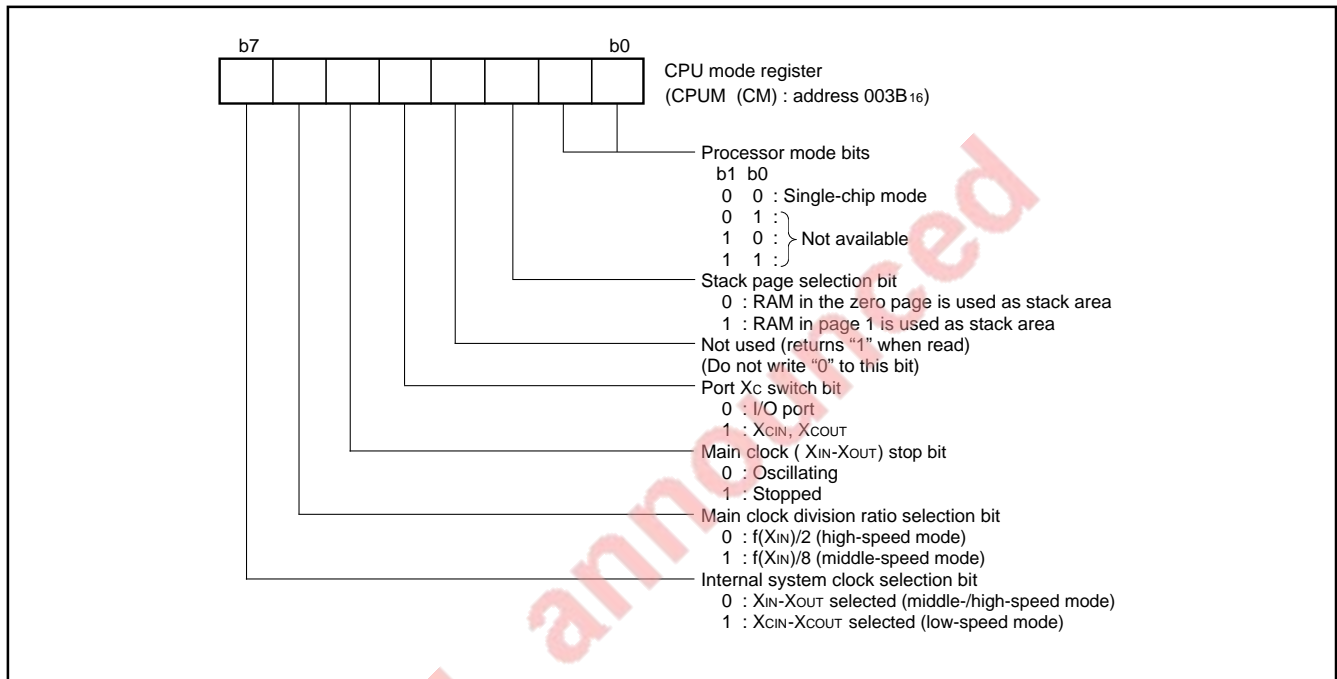 b7 b0
CPU mode register
(CPUM (CM) : address 003B16)
Processor mode bits
b1 b0
0 0 : Single-chip mode
0 1 :
1 0 : Not available
1 1 :
Stack page selection bit
0 : RAM in the zero page is used as stack area
1 : RAM in page 1 is used as stack area
Not used (returns “1” when read)
(Do not write “0” to this bit)
Port XC switch bit
0 : I/O port
1 : XCIN, XCOUT
Main clock ( XIN-XOUT) stop bit
0 : Oscillating
1 : Stopped
Main clock division ratio selection bit
0 : f(XIN)/2 (high-speed mode)
1 : f(XIN)/8 (middle-speed mode)
Internal system clock selection bit
0 : XIN-XOUT selected (middle-/high-speed mode)
1 : XCIN-XCOUT selected (low-speed mode)
announced